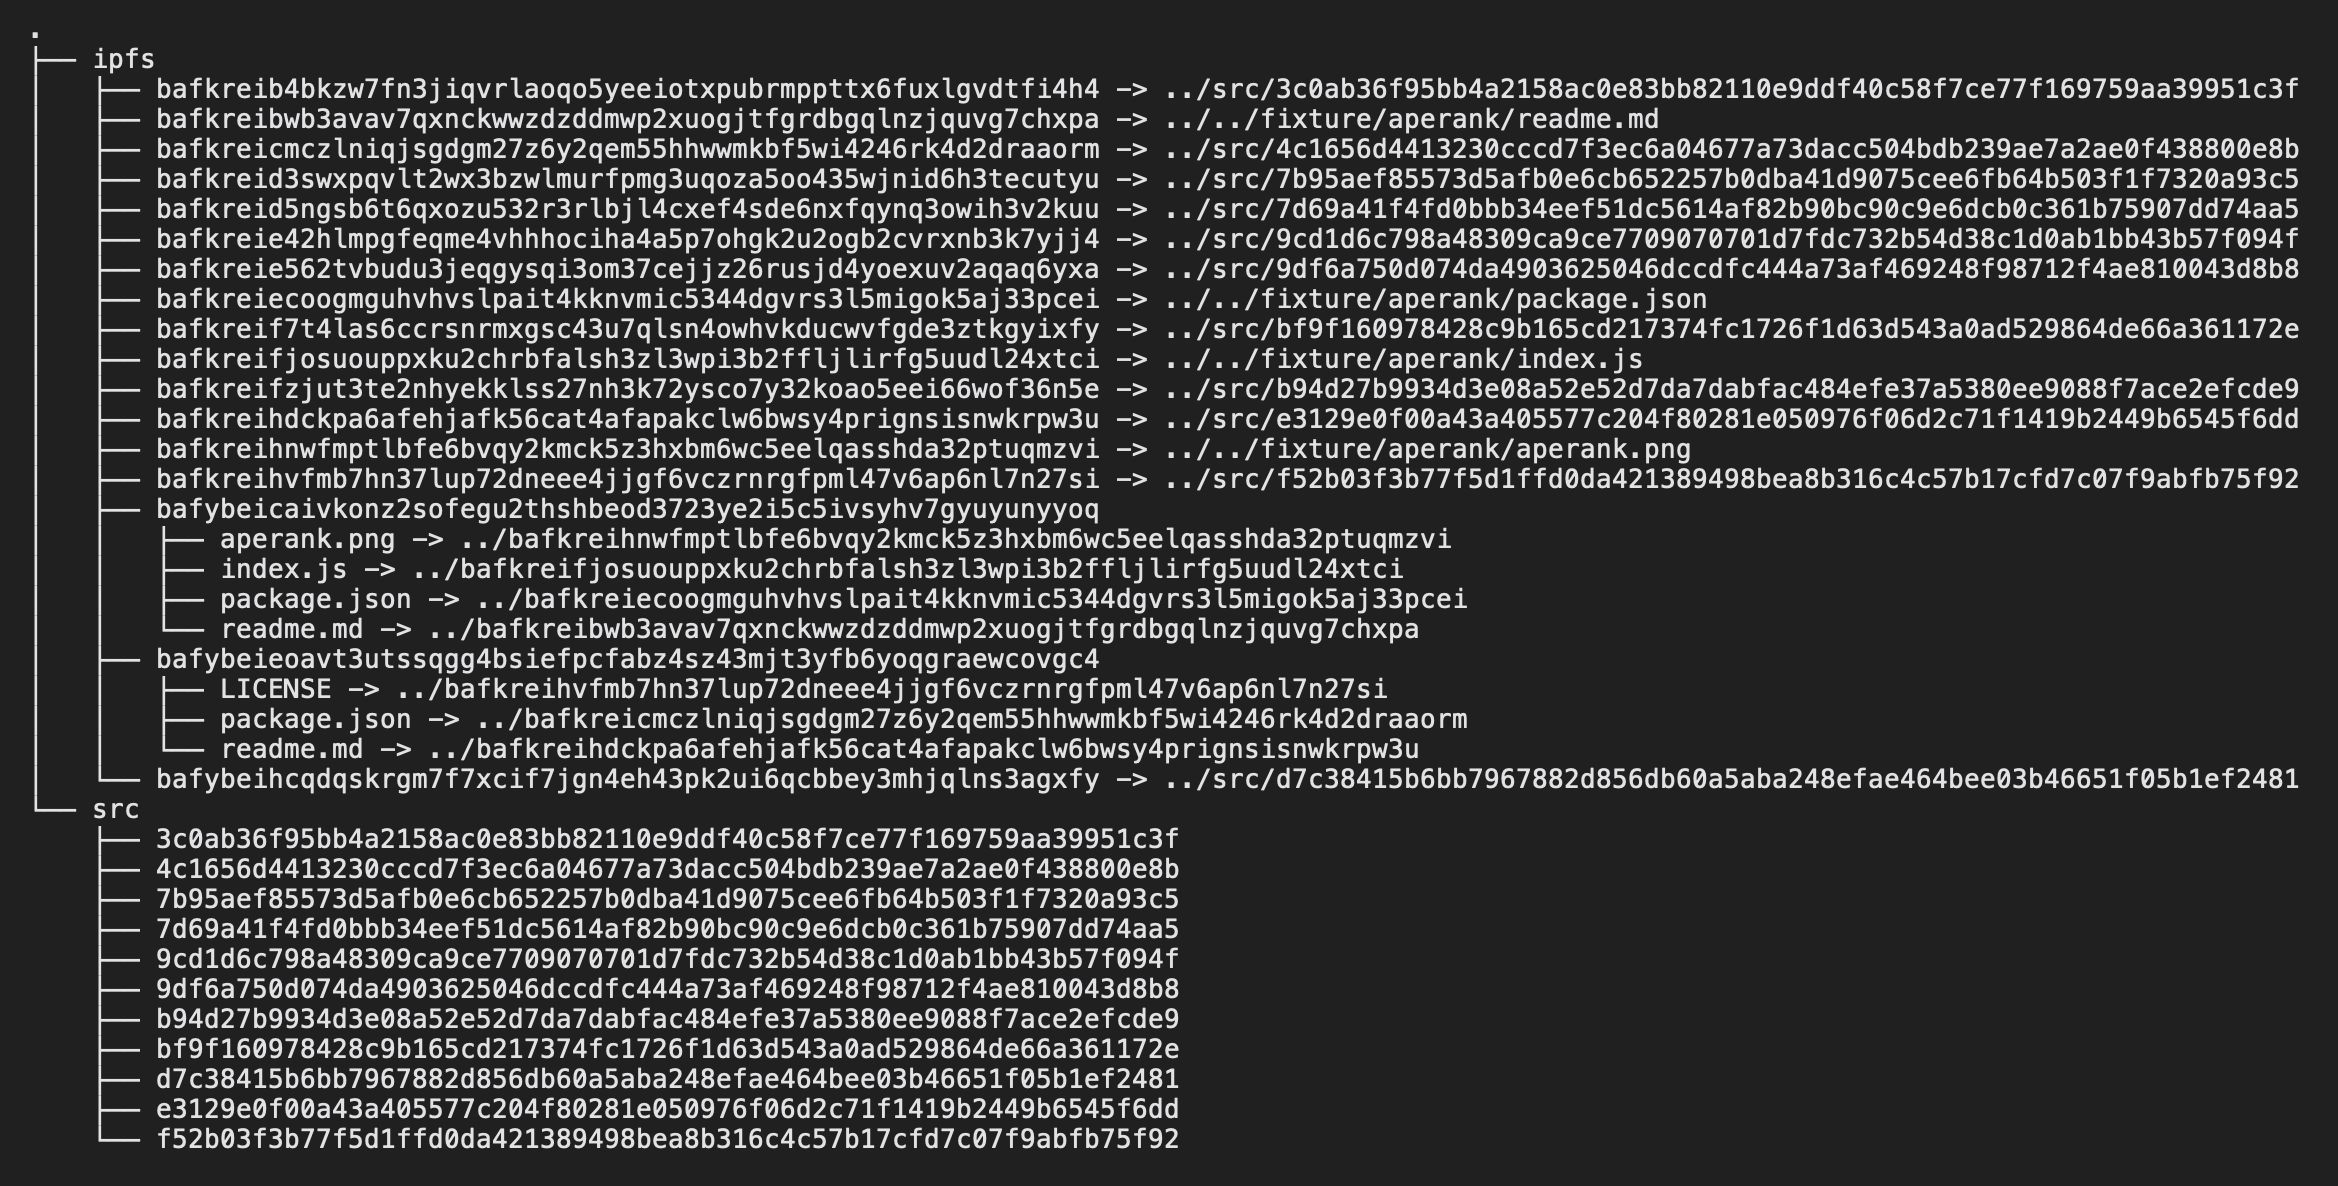 .
├── ipfs
│   ├── bafkreib4bkzw7fn3jiqvrlaoqo5yeeiotxpubrmppttx6fuxlgvdtfi4h4 -> ../src/3c0ab36f95bb4a2158ac0e83bb82110e9ddf40c58f7ce77f169759aa39951c3f
│   ├── bafkreibwb3avav7qxnckwwzdzddmwp2xuogjtfgrdbgqlnzjquvg7chxpa -> ../../fixture/aperank/readme.md
│   ├── bafkreicmczlniqjsgdgm27z6y2qem55hhwwmkbf5wi4246rk4d2draaorm -> ../src/4c1656d4413230cccd7f3ec6a04677a73dacc504bdb239ae7a2ae0f438800e8b
│   ├── bafkreid3swxpqvlt2wx3bzwlmurfpmg3uqoza5oo435wjnid6h3tecutyu -> ../src/7b95aef85573d5afb0e6cb652257b0dba41d9075cee6fb64b503f1f7320a93c5
│   ├── bafkreid5ngsb6t6qxozu532r3rlbjl4cxef4sde6nxfqynq3owih3v2kuu -> ../src/7d69a41f4fd0bbb34eef51dc5614af82b90bc90c9e6dcb0c361b75907dd74aa5
│   ├── bafkreie42hlmpgfeqme4vhhhociha4a5p7ohgk2u2ogb2cvrxnb3k7yjj4 -> ../src/9cd1d6c798a48309ca9ce7709070701d7fdc732b54d38c1d0ab1bb43b57f094f
│   ├── bafkreie562tvbudu3jeqgysqi3om37cejjz26rusjd4yoexuv2aqaq6yxa -> ../src/9df6a750d074da4903625046dccdfc444a73af469248f98712f4ae810043d8b8
│   ├── bafkreiecoogmguhvhvslpait4kknvmic5344dgvrs3l5migok5aj33pcei -> ../../fixture/aperank/package.json
│   ├── bafkreif7t4las6ccrsnrmxgsc43u7qlsn4owhvkducwvfgde3ztkgyixfy -> ../src/bf9f160978428c9b165cd217374fc1726f1d63d543a0ad529864de66a361172e
│   ├── bafkreifjosuouppxku2chrbfalsh3zl3wpi3b2ffljlirfg5uudl24xtci -> ../../fixture/aperank/index.js
│   ├── bafkreifzjut3te2nhyekklss27nh3k72ysco7y32koao5eei66wof36n5e -> ../src/b94d27b9934d3e08a52e52d7da7dabfac484efe37a5380ee9088f7ace2efcde9
│   ├── bafkreihdckpa6afehjafk56cat4afapakclw6bwsy4prignsisnwkrpw3u -> ../src/e3129e0f00a43a405577c204f80281e050976f06d2c71f1419b2449b6545f6dd
│   ├── bafkreihnwfmptlbfe6bvqy2kmck5z3hxbm6wc5eelqasshda32ptuqmzvi -> ../../fixture/aperank/aperank.png
│   ├── bafkreihvfmb7hn37lup72dneee4jjgf6vczrnrgfpml47v6ap6nl7n27si -> ../src/f52b03f3b77f5d1ffd0da421389498bea8b316c4c57b17cfd7c07f9abfb75f92
│   ├── bafybeicaivkonz2sofegu2thshbeod3723ye2i5c5ivsyhv7gyuyunyyoq
│   │   ├── aperank.png -> ../bafkreihnwfmptlbfe6bvqy2kmck5z3hxbm6wc5eelqasshda32ptuqmzvi
│   │   ├── index.js -> ../bafkreifjosuouppxku2chrbfalsh3zl3wpi3b2ffljlirfg5uudl24xtci
│   │   ├── package.json -> ../bafkreiecoogmguhvhvslpait4kknvmic5344dgvrs3l5migok5aj33pcei
│   │   └── readme.md -> ../bafkreibwb3avav7qxnckwwzdzddmwp2xuogjtfgrdbgqlnzjquvg7chxpa
│   ├── bafybeieoavt3utssqgg4bsiefpcfabz4sz43mjt3yfb6yoqgraewcovgc4
│   │   ├── LICENSE -> ../bafkreihvfmb7hn37lup72dneee4jjgf6vczrnrgfpml47v6ap6nl7n27si
│   │   ├── package.json -> ../bafkreicmczlniqjsgdgm27z6y2qem55hhwwmkbf5wi4246rk4d2draaorm
│   │   └── readme.md -> ../bafkreihdckpa6afehjafk56cat4afapakclw6bwsy4prignsisnwkrpw3u
│   └── bafybeihcqdqskrgm7f7xcif7jgn4eh43pk2ui6qcbbey3mhjqlns3agxfy -> ../src/d7c38415b6bb7967882d856db60a5aba248efae464bee03b46651f05b1ef2481
└── src
    ├── 3c0ab36f95bb4a2158ac0e83bb82110e9ddf40c58f7ce77f169759aa39951c3f
    ├── 4c1656d4413230cccd7f3ec6a04677a73dacc504bdb239ae7a2ae0f438800e8b
    ├── 7b95aef85573d5afb0e6cb652257b0dba41d9075cee6fb64b503f1f7320a93c5
    ├── 7d69a41f4fd0bbb34eef51dc5614af82b90bc90c9e6dcb0c361b75907dd74aa5
    ├── 9cd1d6c798a48309ca9ce7709070701d7fdc732b54d38c1d0ab1bb43b57f094f
    ├── 9df6a750d074da4903625046dccdfc444a73af469248f98712f4ae810043d8b8
    ├── b94d27b9934d3e08a52e52d7da7dabfac484efe37a5380ee9088f7ace2efcde9
    ├── bf9f160978428c9b165cd217374fc1726f1d63d543a0ad529864de66a361172e
    ├── d7c38415b6bb7967882d856db60a5aba248efae464bee03b46651f05b1ef2481
    ├── e3129e0f00a43a405577c204f80281e050976f06d2c71f1419b2449b6545f6dd
    └── f52b03f3b77f5d1ffd0da421389498bea8b316c4c57b17cfd7c07f9abfb75f92